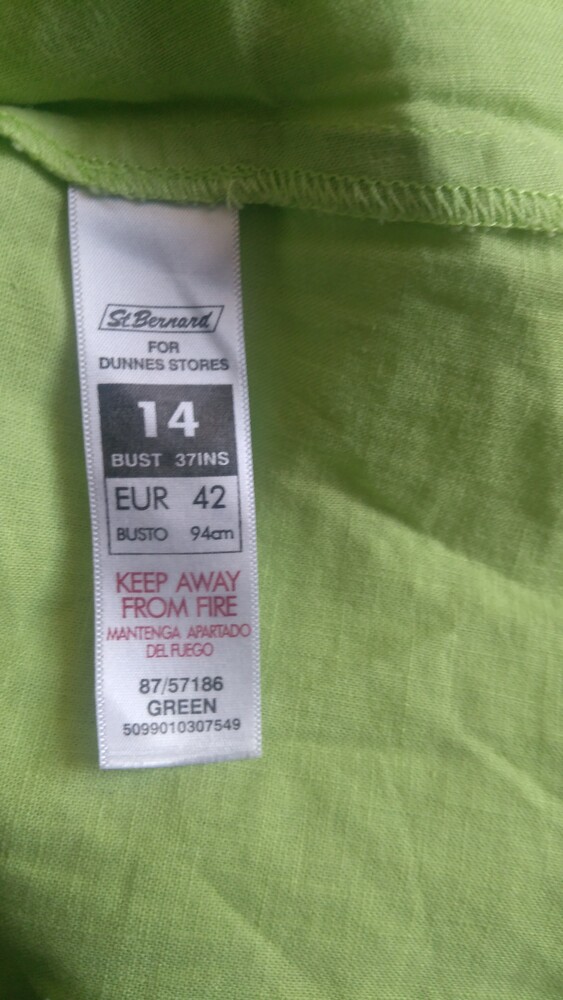 St Bernard
FOR
DUNNES STORES
14
BUST 37INS
EUR 42
BUSTO 94cm
KEEP AWAY
FROM FIRE
MANTENGA APARTADO
DEL FUEGO
87/57186
GREEN
5099010307549